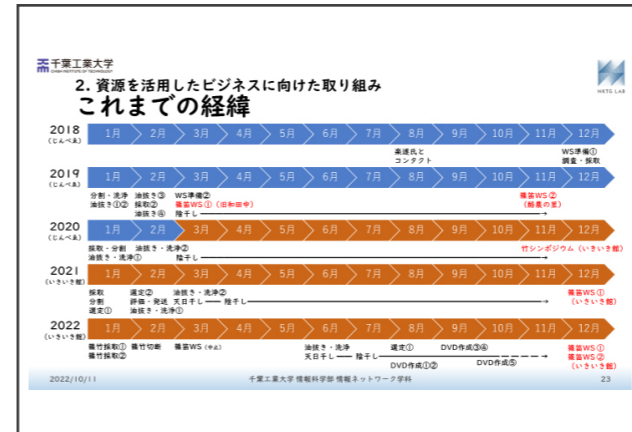 千葉工業大学
CHIBA INSTITUTE OF TECHNOLOGY
NKTG LAB
2. 資源を活用したビジネスに向けた取り組み
これまでの経緯
2018
(じんべゑ)
1月 2月 3月 4月 5月 6月 7月 8月 9月 10月 11月 12月
楽運氏と
コンタクト
WS準備①
調査・採取
2019
(じんべゑ)
1月 2月 3月 4月 5月 6月 7月 8月 9月 10月 11月 12月
分割・洗浄 油抜き③ WS準備② 篠笛WS②
油抜き①② 採取② 篠笛WS①（旧和田中） （酪農の里）
油抜き④ 陰干し
2020
(じんべゑ)
1月 2月 3月 4月 5月 6月 7月 8月 9月 10月 11月 12月
採取・分割 油抜き・洗浄② 竹シンポジウム（いきいき館）
油抜き・洗浄① 陰干し
2021
(いきいき館)
1月 2月 3月 4月 5月 6月 7月 8月 9月 10月 11月 12月
採取 選定② 油抜き・洗浄② 篠笛WS①
分割 評価・発送 天日干し 陰干し （いきいき館）
選定① 油抜き・洗浄①
2022
(いきいき館)
1月 2月 3月 4月 5月 6月 7月 8月 9月 10月 11月 12月
篠竹採取① 篠竹切断 篠笛WS（中止） 油抜き・洗浄 選定① DVD作成③④ 篠笛WS①
篠竹採取② 天日干し 陰干し 篠笛WS②
DVD作成①② DVD作成⑤ （いきいき館）
2022/10/11 千葉工業大学 情報科学部 情報ネットワーク学科 23